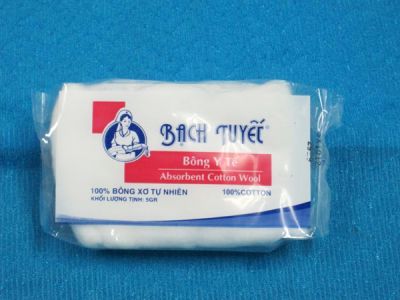 BẠCH TUYẾT®
Bông Y Tế
Absorbent Cotton Wool
100% BÔNG XƠ TỰ NHIÊN 100%COTTON
KHỐI LƯỢNG TỊNH: 5GR